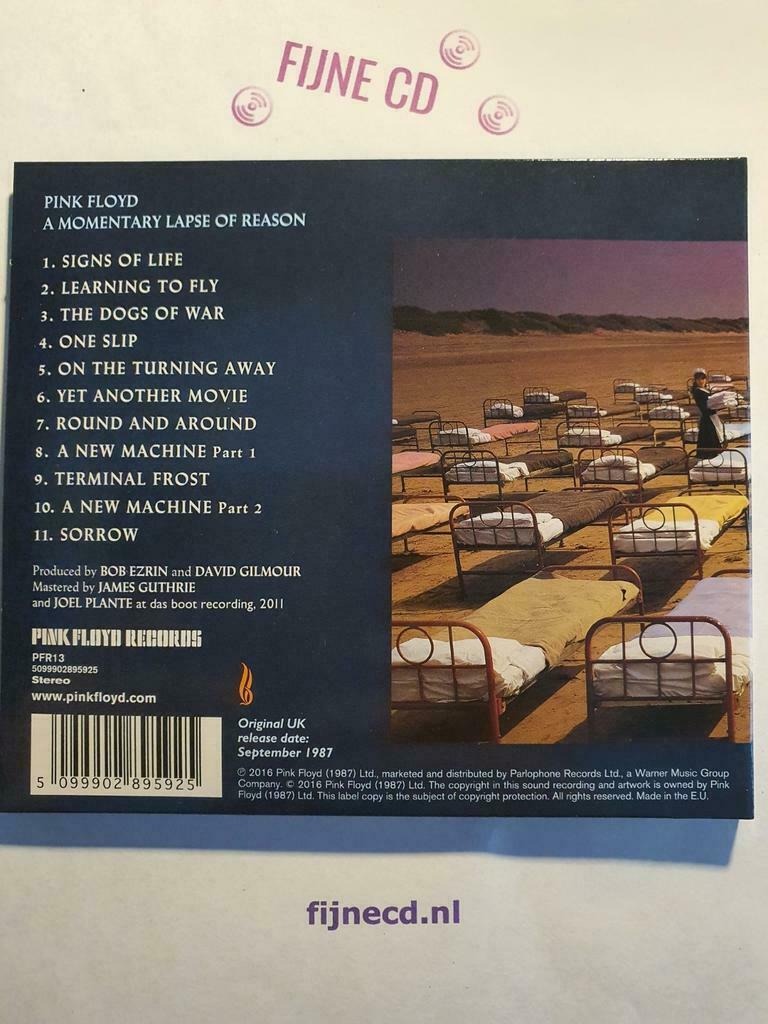 FIJNE CD
PINK FLOYD
A MOMENTARY LAPSE OF REASON
1. SIGNS OF LIFE
2. LEARNING TO FLY
3. THE DOGS OF WAR
4. ONE SLIP
5. ON THE TURNING AWAY
6. YET ANOTHER MOVIE
7. ROUND AND AROUND
8. A NEW MACHINE Part 1
9. TERMINAL FROST
10. A NEW MACHINE Part 2
11. SORROW
Produced by BOB EZRIN and DAVID GILMOUR
Mastered by JAMES GUTHRIE
and JOEL PLANTE at das boot recording, 2011
PINK FLOYD RECORDS
PFR13
5099902895925
Stereo
www.pinkfloyd.com
5 099902 895925
Original UK
release date:
September 1987
℗ 2016 Pink Floyd (1987) Ltd., marketed and distributed by Parlophone Records Ltd., a Warner Music Group
Company. © 2016 Pink Floyd (1987) Ltd. The copyright in this sound recording and artwork is owned by Pink
Floyd (1987) Ltd. This label copy is the subject of copyright protection. All rights reserved. Made in the E.U.
fijnecd.nl